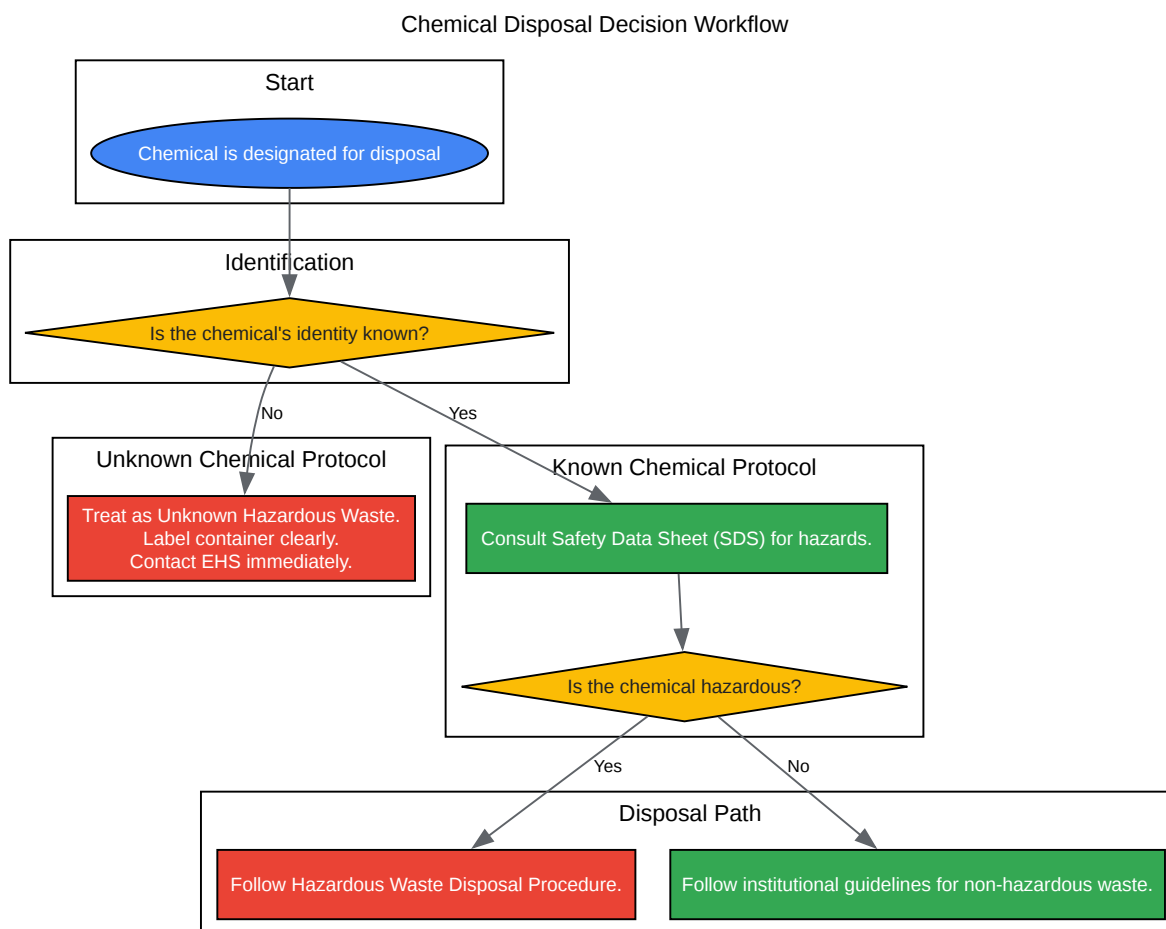 Chemical Disposal Decision Workflow
Start
Chemical is designated for disposal
Identification
Is the chemical's identity known?
No
Yes
Unknown Chemical Protocol
Treat as Unknown Hazardous Waste.
Label container clearly.
Contact EHS immediately.
Known Chemical Protocol
Consult Safety Data Sheet (SDS) for hazards.
Is the chemical hazardous?
Yes
No
Disposal Path
Follow Hazardous Waste Disposal Procedure.
Follow institutional guidelines for non-hazardous waste.